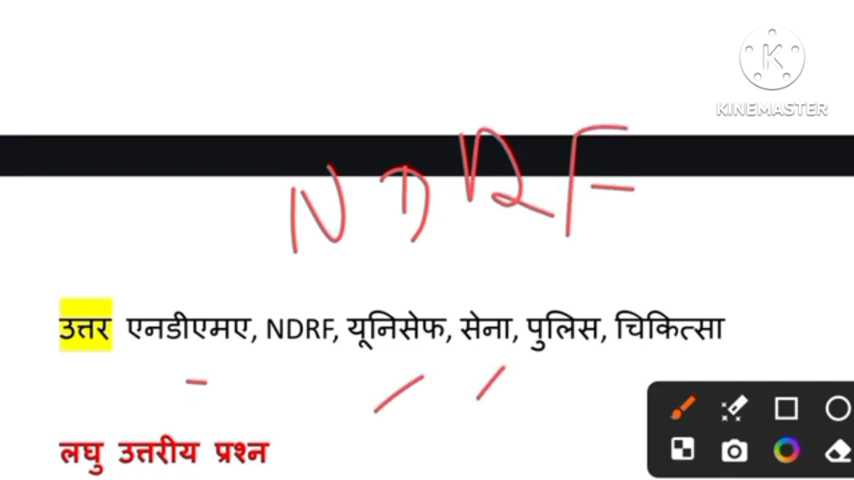 KINEMASTER
NDRF
उत्तर एनडीएमए, NDRF, यूनिसेफ, सेना, पुलिस, चिकित्सा
लघु उत्तरीय प्रश्न